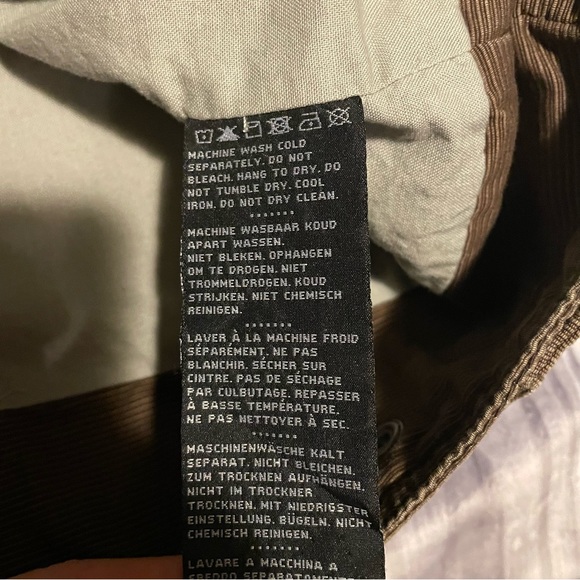 MACHINE WASH COLD
SEPARATELY. DO NOT
BLEACH. HANG TO DRY. DO
NOT TUMBLE DRY. COOL
IRON. DO NOT DRY CLEAN.
MACHINE WASBAAR KOUD
APART WASSEN.
NIET BLEKEN. OPHANGEN
OM TE DROGEN. NIET
TROMMELDROGEN. KOUD
STRIJKEN. NIET CHEMISCH
REINIGEN.
LAVER À LA MACHINE FROID
SÉPARÉMENT. NE PAS
BLANCHIR. SÉCHER SUR
CINTRE. PAS DE SÉCHAGE
PAR CULBUTAGE. REPASSER
À BASSE TEMPÉRATURE.
NE PAS NETTOYER À SEC.
MASCHINENWÄSCHE KALT
SEPARAT. NICHT BLEICHEN.
ZUM TROCKNEN AUFHÄNGEN.
NICHT IM TROCKNER
TROCKNEN. MIT NIEDRIGSTER
EINSTELLUNG. BÜGELN. NICHT
CHEMISCH REINIGEN.
LAVARE A MACCHINA A
FREDDO SEPARATAMENTE